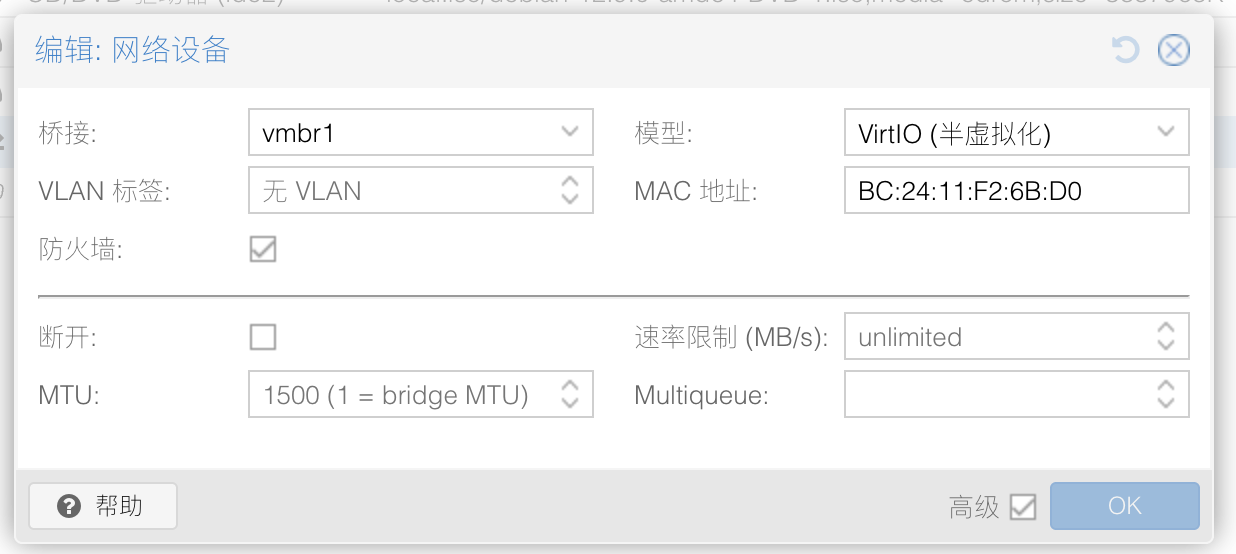 编辑: 网络设备
桥接: vmbr1 模型: VirtIO (半虚拟化)
VLAN 标签: 无 VLAN MAC 地址: BC:24:11:F2:6B:D0
防火墙:
断开: 速率限制 (MB/s): unlimited
MTU: 1500 (1 = bridge MTU) Multiqueue:
帮助 高级 OK